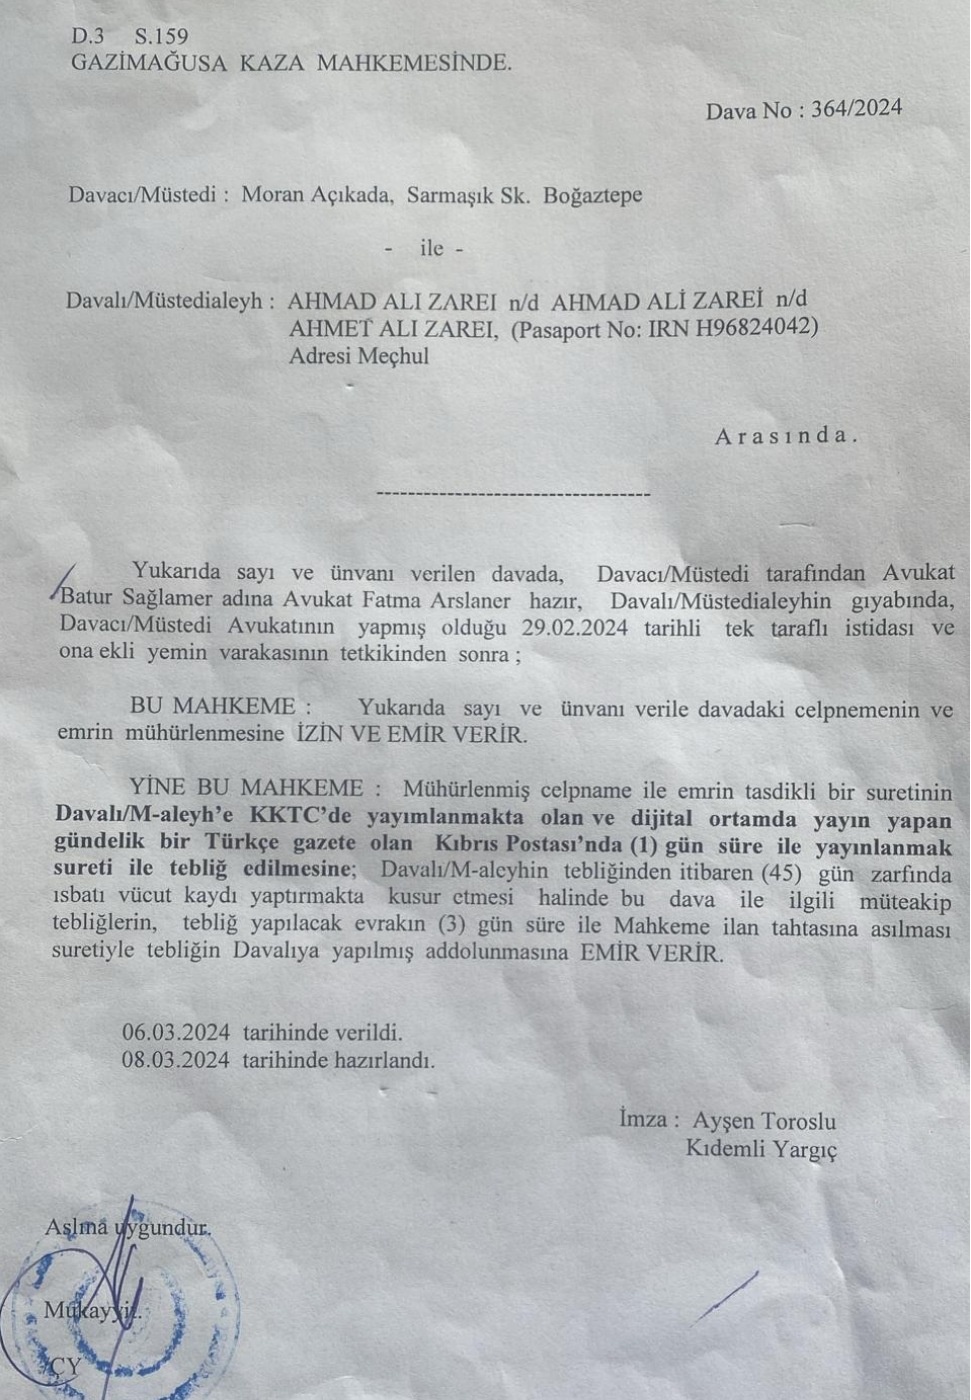 D.3 S.159
GAZİMAĞUSA KAZA MAHKEMESİNDE.
Dava No : 364/2024
Davacı/Müstedi : Moran Açıkada, Sarmaşık Sk. Boğaztepe
- ile -
Davalı/Müstedialeyh : AHMAD ALI ZAREI n/d AHMAD ALİ ZAREİ n/d
AHMET ALI ZAREI, (Pasaport No: IRN H96824042)
Adresi Meçhul
Arasında.
-----------------------------------
Yukarıda sayı ve ünvanı verilen davada, Davacı/Müstedi tarafından Avukat
Batur Sağlamer adına Avukat Fatma Arslaner hazır, Davalı/Müstedialeyhin gıyabında,
Davacı/Müstedi Avukatının yapmış olduğu 29.02.2024 tarihli tek taraflı istidası ve
ona ekli yemin varakasının tetkikinden sonra ;
BU MAHKEME : Yukarıda sayı ve ünvanı verile davadaki celpnemenin ve
emrin mühürlenmesine İZİN VE EMİR VERİR.
YİNE BU MAHKEME : Mühürlenmiş celpname ile emrin tasdikli bir suretinin
Davalı/M-aleyh'e KKTC'de yayımlanmakta olan ve dijital ortamda yayın yapan
gündelik bir Türkçe gazete olan Kıbrıs Postası'nda (1) gün süre ile yayınlanmak
sureti ile tebliğ edilmesine; Davalı/M-aleyhin tebliğinden itibaren (45) gün zarfında
ısbatı vücut kaydı yaptırmakta kusur etmesi halinde bu dava ile ilgili müteakip
tebliğlerin, tebliğ yapılacak evrakın (3) gün süre ile Mahkeme ilan tahtasına asılması
suretiyle tebliğin Davalıya yapılmış addolunmasına EMİR VERİR.
06.03.2024 tarihinde verildi.
08.03.2024 tarihinde hazırlandı.
İmza : Ayşen Toroslu
Kıdemli Yargıç
Aslına uygundur.
Mukayyit.
/ÇY